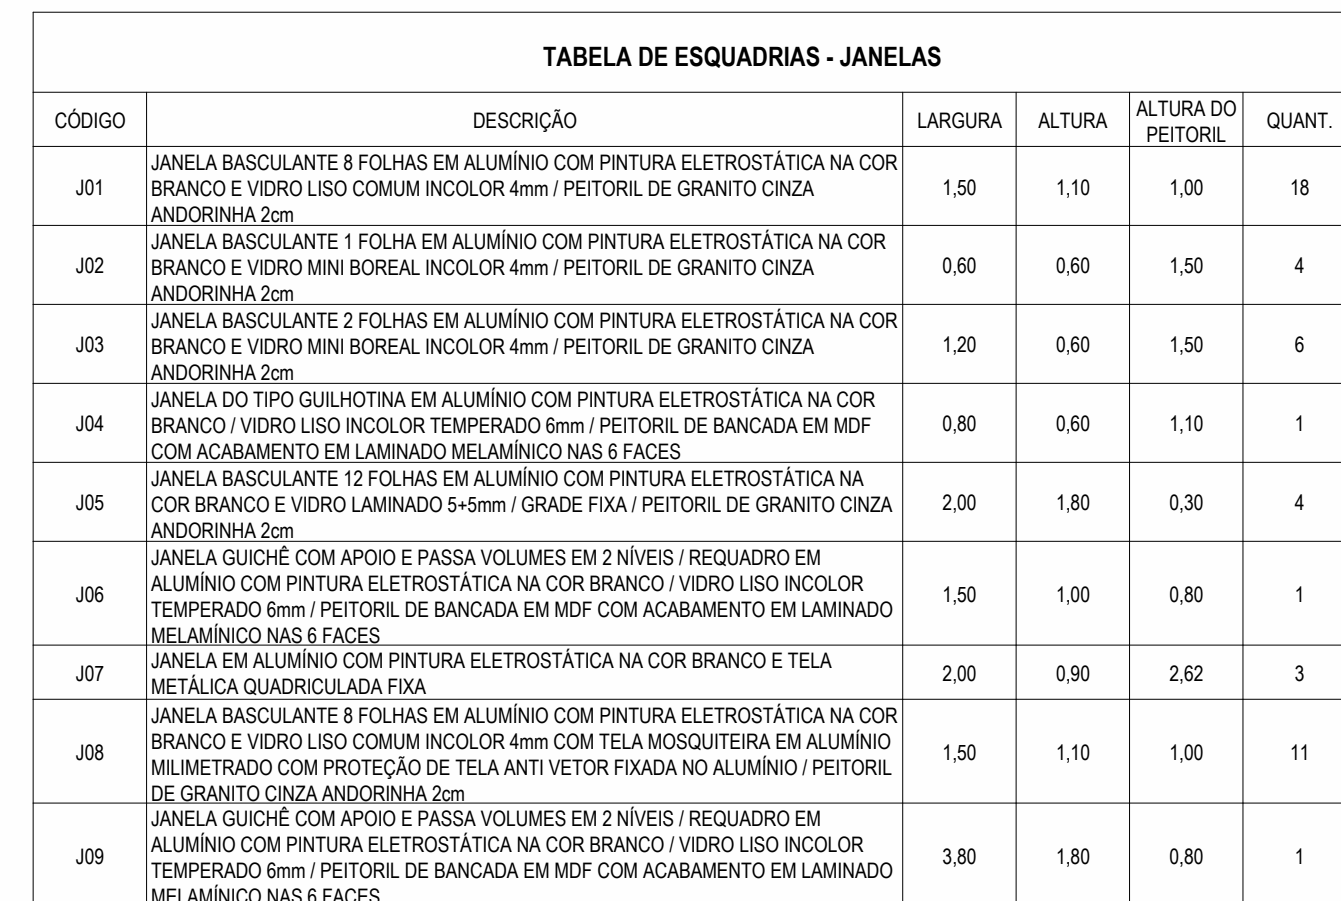 TABELA DE ESQUADRIAS - JANELAS
CÓDIGO DESCRIÇÃO LARGURA ALTURA ALTURA DO PEITORIL QUANT.
JANELA BASCULANTE 8 FOLHAS EM ALUMÍNIO COM PINTURA ELETROSTÁTICA NA COR
J01 BRANCO E VIDRO LISO COMUM INCOLOR 4mm / PEITORIL DE GRANITO CINZA 1,50 1,10 1,00 18
ANDORINHA 2cm
JANELA BASCULANTE 1 FOLHA EM ALUMÍNIO COM PINTURA ELETROSTÁTICA NA COR
J02 BRANCO E VIDRO MINI BOREAL INCOLOR 4mm / PEITORIL DE GRANITO CINZA 0,60 0,60 1,50 4
ANDORINHA 2cm
JANELA BASCULANTE 2 FOLHAS EM ALUMÍNIO COM PINTURA ELETROSTÁTICA NA COR
J03 BRANCO E VIDRO MINI BOREAL INCOLOR 4mm / PEITORIL DE GRANITO CINZA 1,20 0,60 1,50 6
ANDORINHA 2cm
JANELA DO TIPO GUILHOTINA EM ALUMÍNIO COM PINTURA ELETROSTÁTICA NA COR
J04 BRANCO / VIDRO LISO INCOLOR TEMPERADO 6mm / PEITORIL DE BANCADA EM MDF 0,80 0,60 1,10 1
COM ACABAMENTO EM LAMINADO MELAMÍNICO NAS 6 FACES
JANELA BASCULANTE 12 FOLHAS EM ALUMÍNIO COM PINTURA ELETROSTÁTICA NA
J05 COR BRANCO E VIDRO LAMINADO 5+5mm / GRADE FIXA / PEITORIL DE GRANITO CINZA 2,00 1,80 0,30 4
ANDORINHA 2cm
JANELA GUICHÊ COM APOIO E PASSA VOLUMES EM 2 NÍVEIS / REQUADRO EM
ALUMÍNIO COM PINTURA ELETROSTÁTICA NA COR BRANCO / VIDRO LISO INCOLOR
J06 TEMPERADO 6mm / PEITORIL DE BANCADA EM MDF COM ACABAMENTO EM LAMINADO 1,50 1,00 0,80 1
MELAMÍNICO NAS 6 FACES
JANELA EM ALUMÍNIO COM PINTURA ELETROSTÁTICA NA COR BRANCO E TELA
J07 METÁLICA QUADRICULADA FIXA 2,00 0,90 2,62 3
JANELA BASCULANTE 8 FOLHAS EM ALUMÍNIO COM PINTURA ELETROSTÁTICA NA COR
BRANCO E VIDRO LISO COMUM INCOLOR 4mm COM TELA MOSQUITEIRA EM ALUMÍNIO
J08 MILIMETRADO COM PROTEÇÃO DE TELA ANTI VETOR FIXADA NO ALUMÍNIO / PEITORIL 1,50 1,10 1,00 11
DE GRANITO CINZA ANDORINHA 2cm
JANELA GUICHÊ COM APOIO E PASSA VOLUMES EM 2 NÍVEIS / REQUADRO EM
ALUMÍNIO COM PINTURA ELETROSTÁTICA NA COR BRANCO / VIDRO LISO INCOLOR
J09 TEMPERADO 6mm / PEITORIL DE BANCADA EM MDF COM ACABAMENTO EM LAMINADO 3,80 1,80 0,80 1
MELAMÍNICO NAS 6 FACES